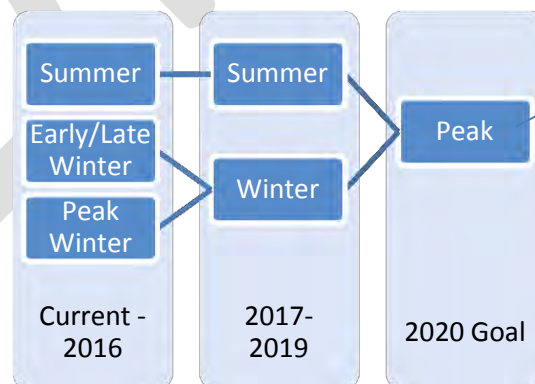 Summer
Early/Late
Winter
Peak
Winter
Current -
2016
Summer
Winter
2017-
2019
Peak
2020 Goal